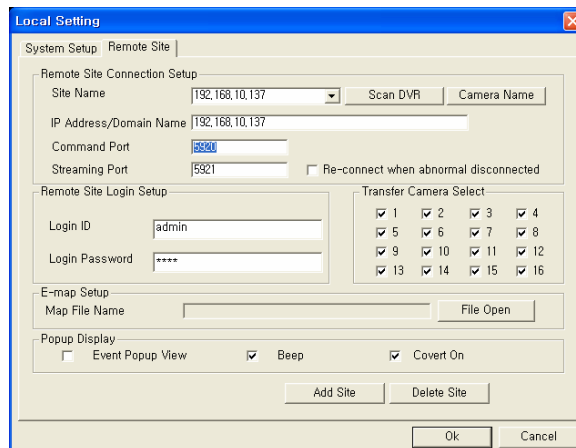 Local Setting
System Setup Remote Site
Remote Site Connection Setup
Site Name 192,168,10,137 Scan DVR Camera Name
IP Address/Domain Name 192,168,10,137
Command Port 5920
Streaming Port 5921 Re-connect when abnormal disconnected
Remote Site Login Setup Transfer Camera Select
1 2 3 4
Login ID admin
5 6 7 8
9 10 11 12
Login Password ****
13 14 15 16
E-map Setup
Map File Name File Open
Popup Display
Event Popup View Beep Covert On
Add Site Delete Site
Ok Cancel